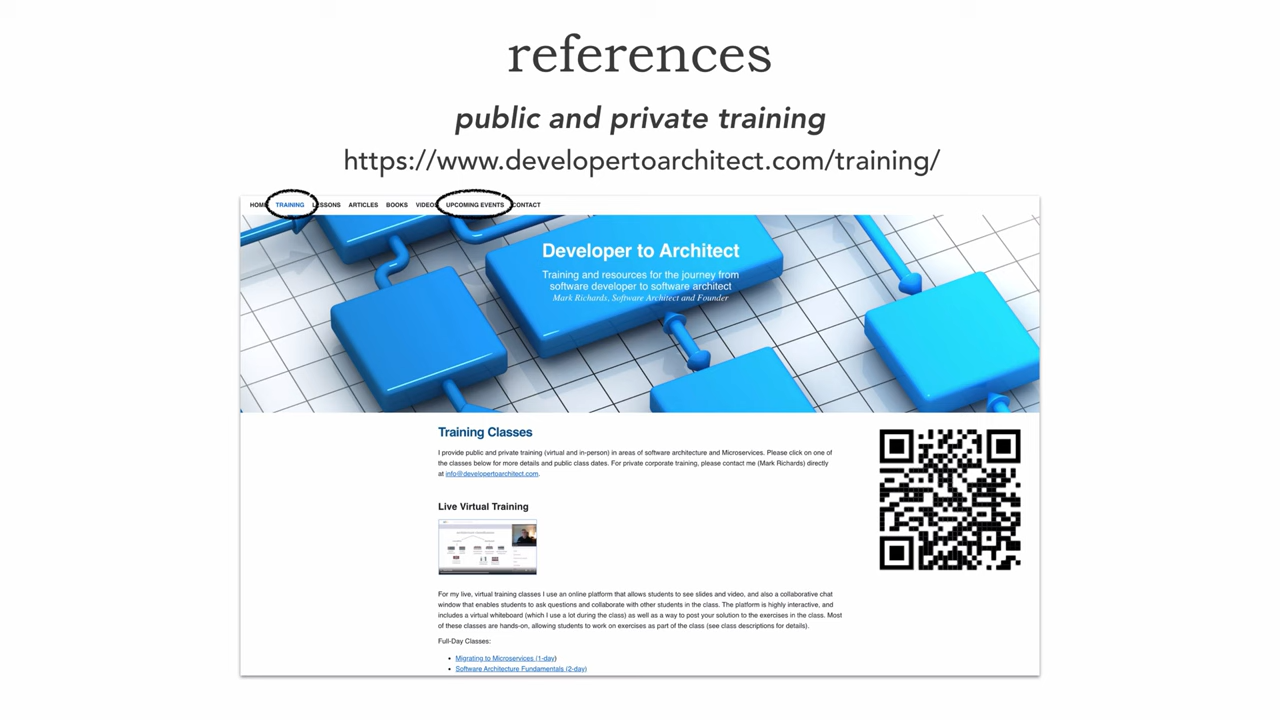 references
public and private training
https://www.developertoarchitect.com/training/
HOME TRAINING LESSONS ARTICLES BOOKS VIDEOS UPCOMING EVENTS CONTACT
Developer to Architect
Training and resources for the journey from
software developer to software architect
Mark Richards, Software Architect and Founder
Training Classes
I provide public and private training (virtual and in-person) in areas of software architecture and Microservices. Please click on one of
the classes below for more details and public class dates. For private corporate training, please contact me (Mark Richards) directly
at info@developertoarchitect.com.
Live Virtual Training
For my live, virtual training classes I use an online platform that allows students to see slides and video, and also a collaborative chat
window that enables students to ask questions and collaborate with other students in the class. The platform is highly interactive, and
includes a virtual whiteboard (which I use a lot during the class) as well as a way to post your solution to the exercises in the class. Most
of these classes are hands-on, allowing students to work on exercises as part of the class (see class descriptions for details).
Full-Day Classes:
• Migrating to Microservices (1-day)
• Software Architecture Fundamentals (2-day)